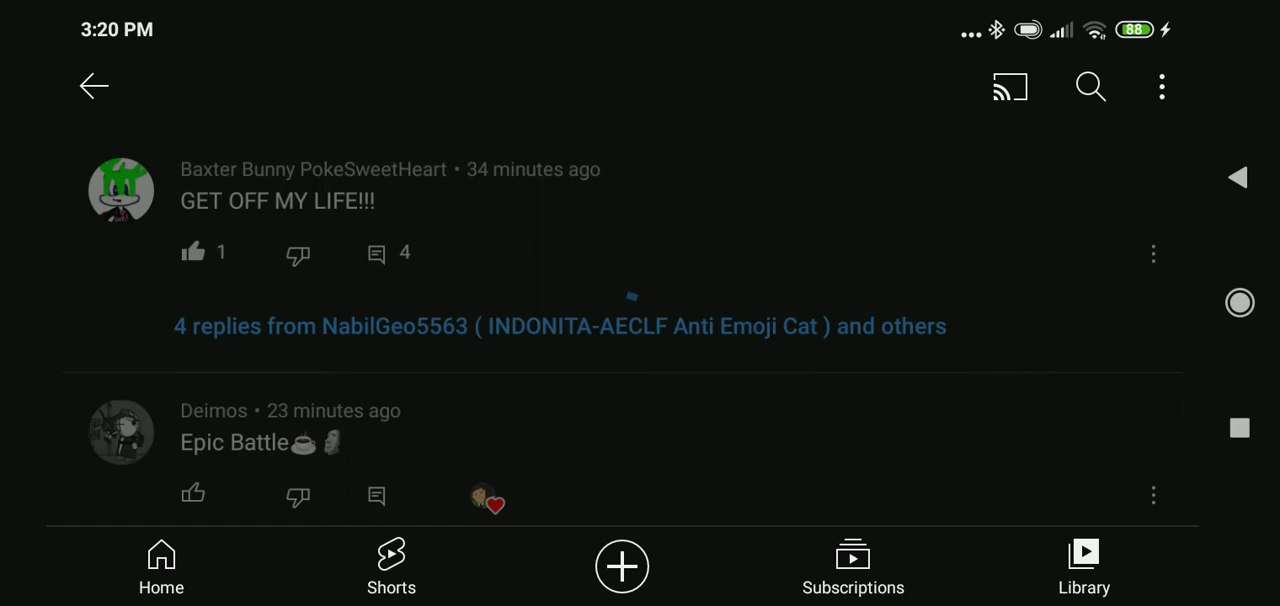 3:20 PM
88
Baxter Bunny PokeSweetHeart • 34 minutes ago
GET OFF MY LIFE!!!
1
4
4 replies from NabilGeo5563 ( INDONITA-AECLF Anti Emoji Cat ) and others
Deimos • 23 minutes ago
Epic Battle☕🗿
Home
Shorts
Subscriptions
Library